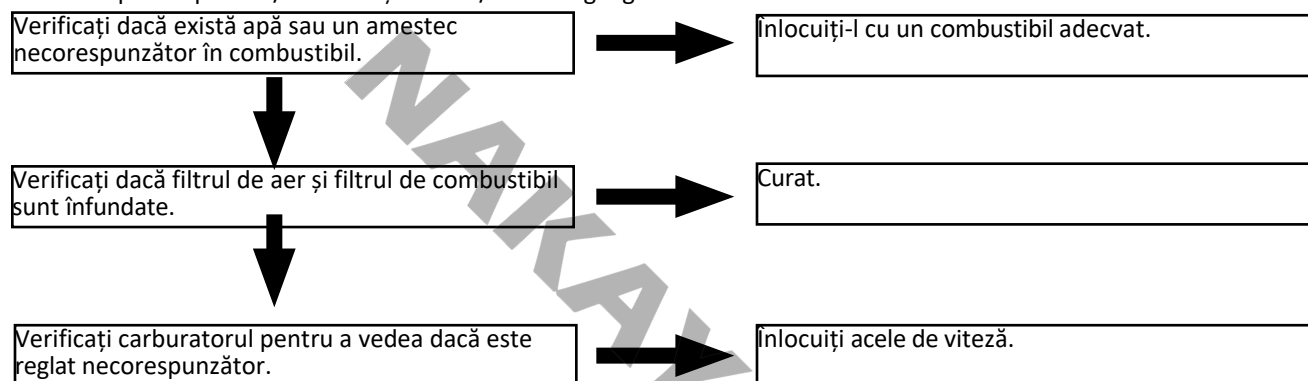 Verificați dacă există apă sau un amestec
necorespunzător în combustibil.
Înlocuiți-l cu un combustibil adecvat.
Verificați dacă filtrul de aer și filtrul de combustibil
sunt înfundate.
Curat.
Verificați carburatorul pentru a vedea dacă este
reglat necorespunzător.
Înlocuiți acele de viteză.
NAKAY